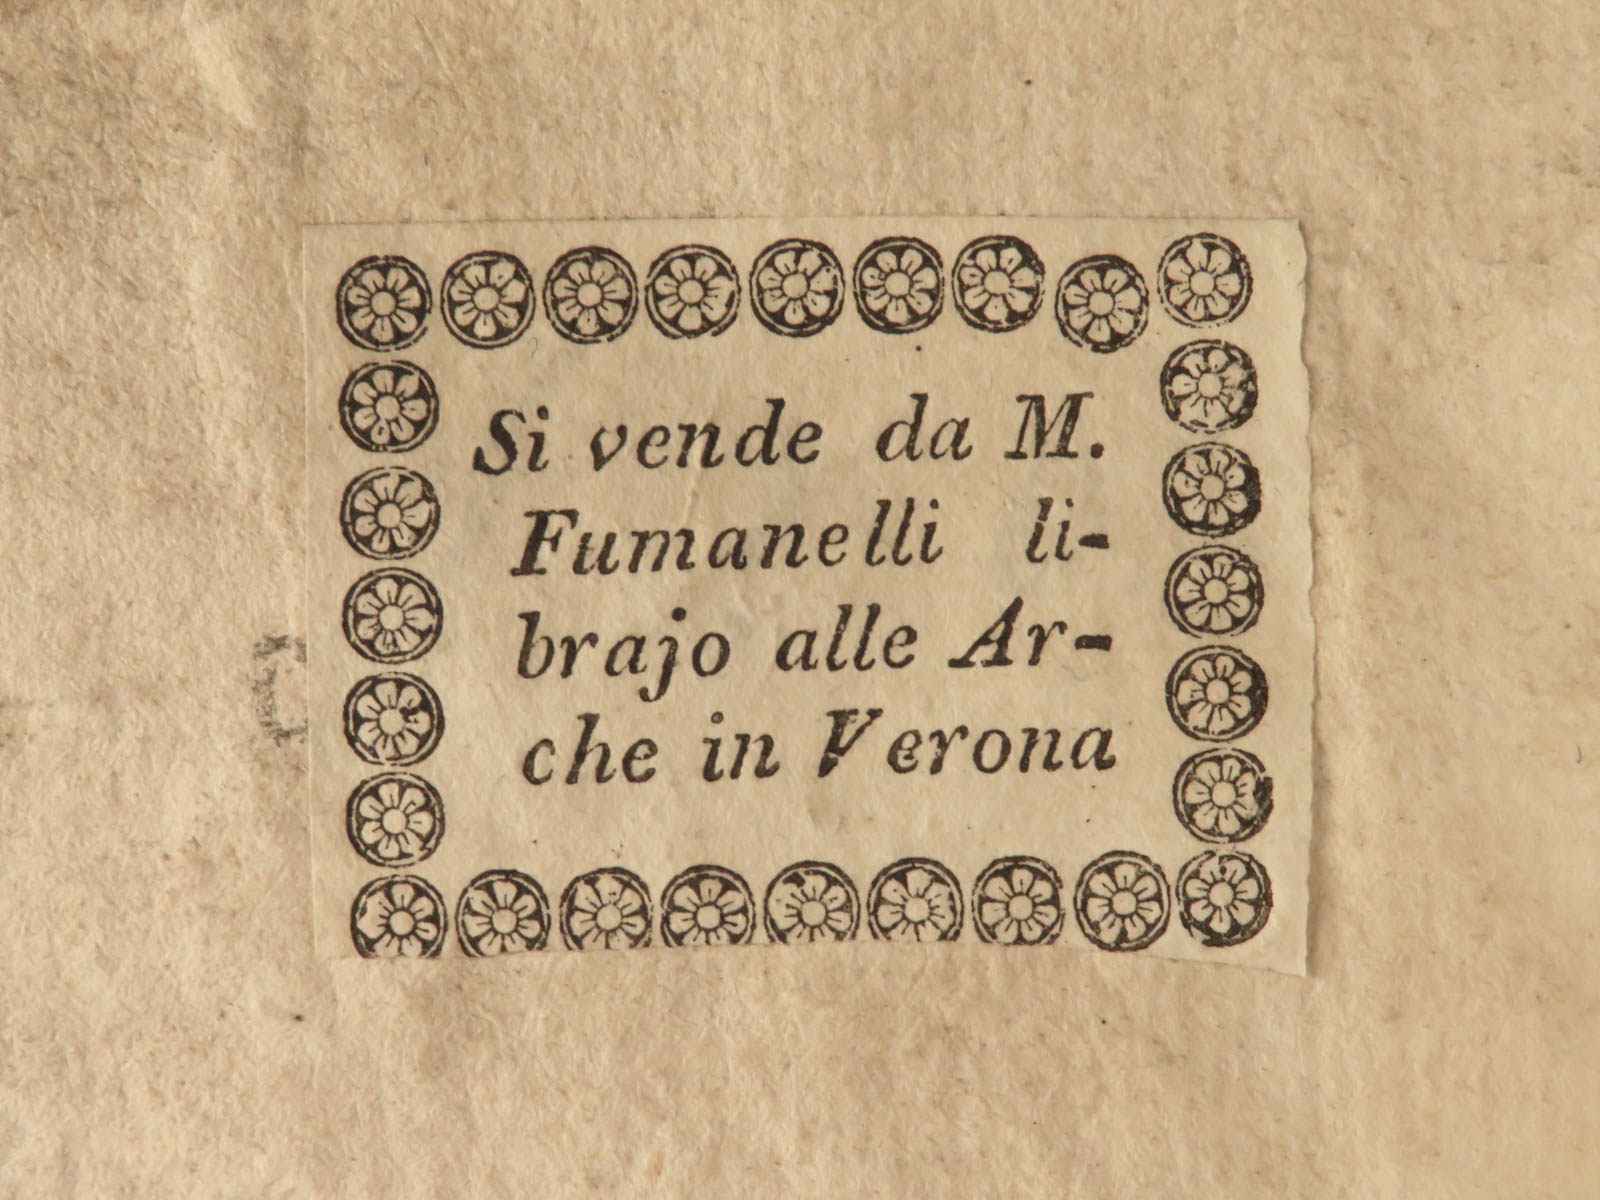 Si vende da M.
Fumanelli li-
brajo alle Ar-
che in Verona